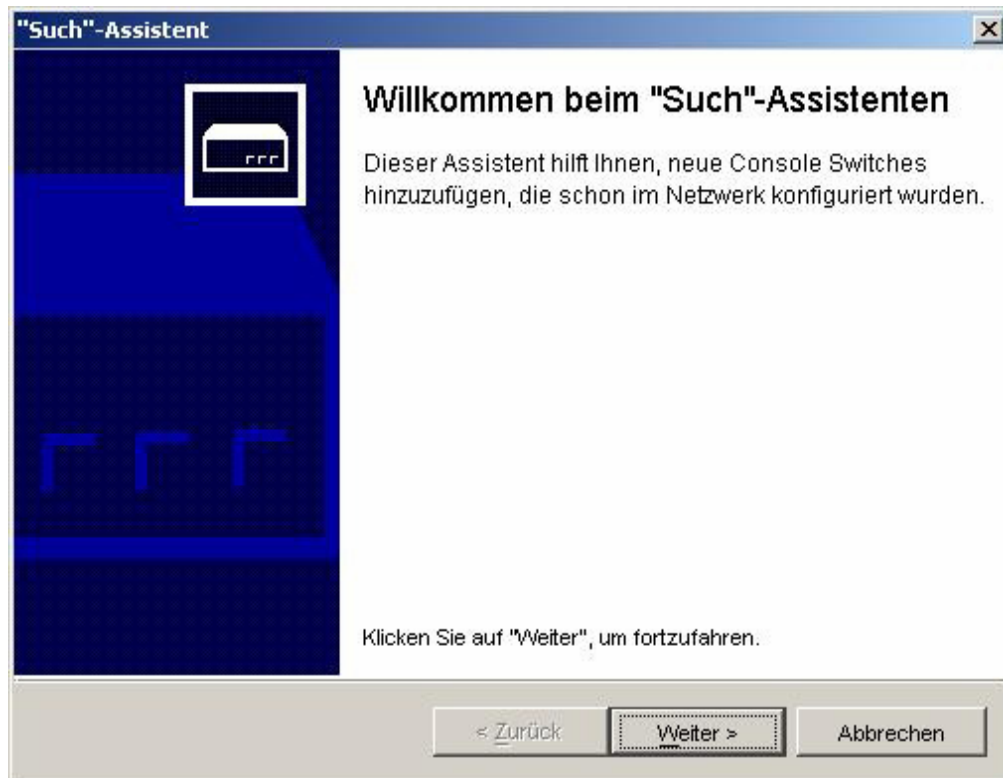 "Such"-Assistent
Willkommen beim "Such"-Assistenten
Dieser Assistent hilft Ihnen, neue Console Switches
hinzuzufügen, die schon im Netzwerk konfiguriert wurden.
Klicken Sie auf "Weiter", um fortzufahren.
< Zurück Weiter > Abbrechen